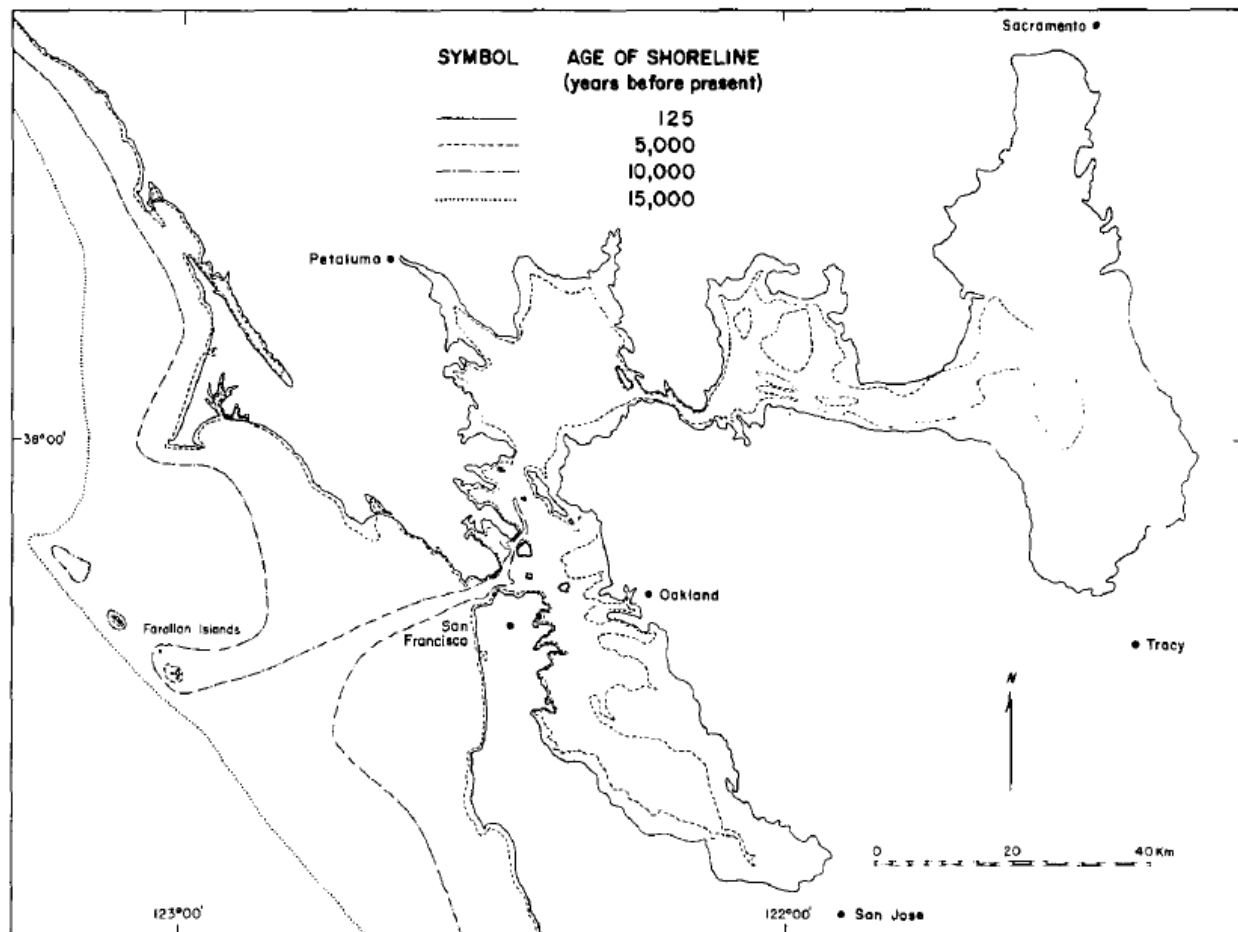 Sacramento
SYMBOL AGE OF SHORELINE
(years before present)
125
5,000
10,000
15,000
Petaluma
38°00'
Oakland
San
Francisco
Farallon Islands
Tracy
N
0 20 40 Km
123°00'
122°00'
San Jose